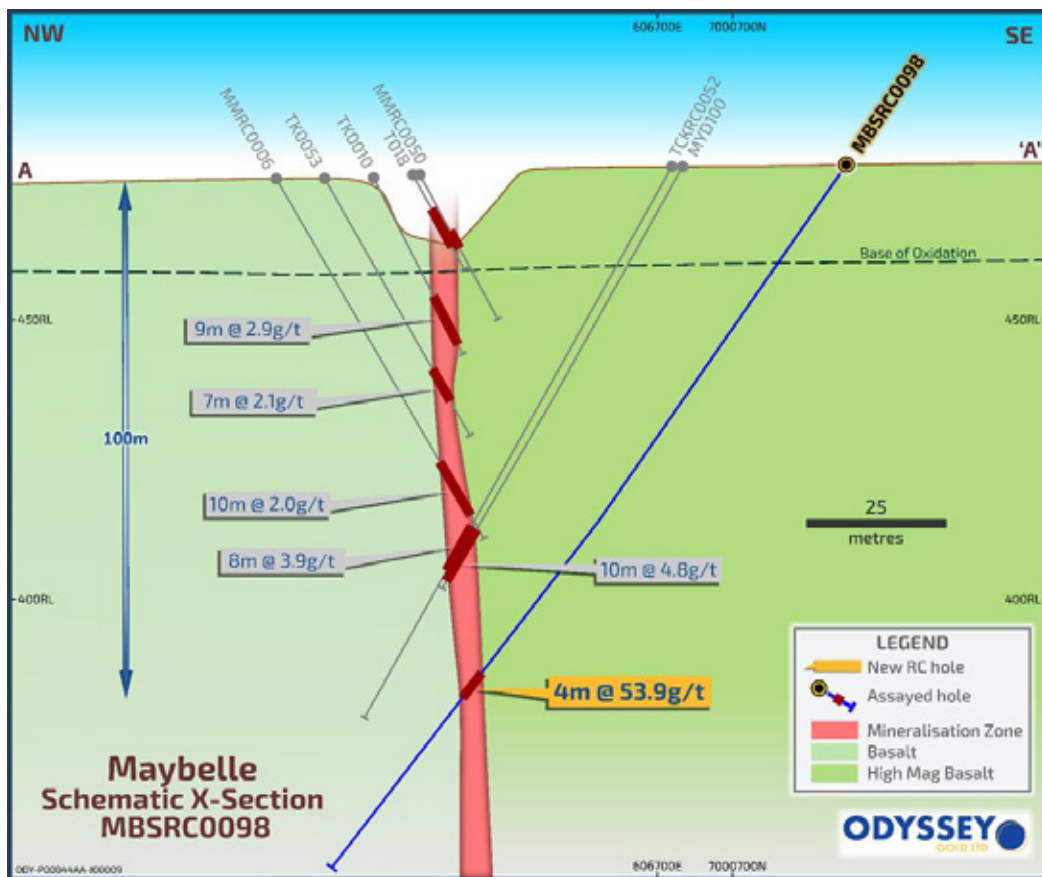 NW
606700E 7000700N
SE
MMRC0006
TK0053
TK0010
T018
MMRC0050
TCKRC0052
MYD100
MBSRC0098
A
'A'
Base of Oxidation
450RL
450RL
9m @ 2.9g/t
7m @ 2.1g/t
100m
10m @ 2.0g/t
25
metres
8m @ 3.9g/t
10m @ 4.8g/t
400RL
400RL
4m @ 53.9g/t
LEGEND
New RC hole
Assayed hole
Mineralisation Zone
Basalt
High Mag Basalt
Maybelle
Schematic X-Section
MBSRC0098
ODYSSEY
GOLD LTD
606700E 7000700N